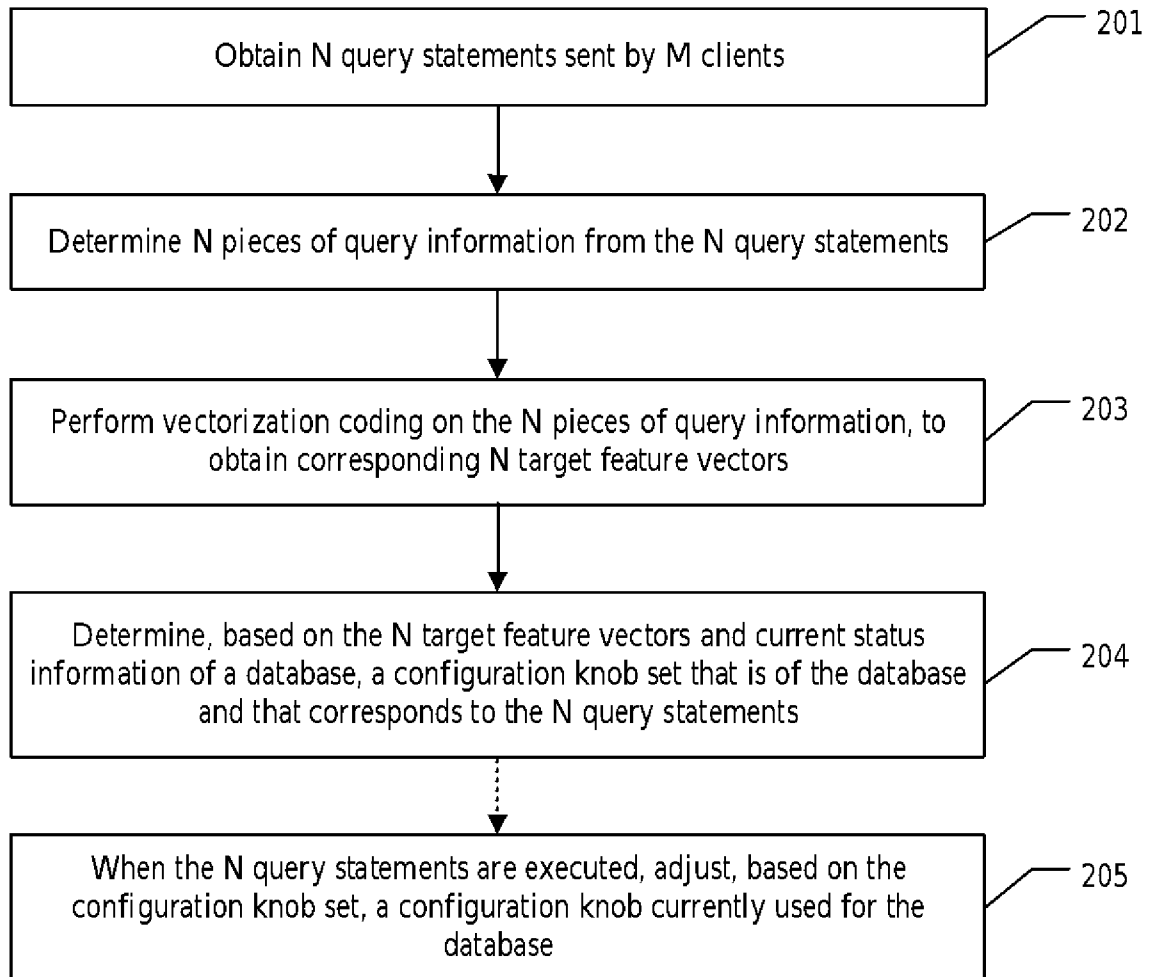 201
Obtain N query statements sent by M clients
202
Determine N pieces of query information from the N query statements
203
Perform vectorization coding on the N pieces of query information, to
obtain corresponding N target feature vectors
Determine, based on the N target feature vectors and current status
204
information of a database, a configuration knob set that is of the database
and that corresponds to the N query statements
When the N query statements are executed, adjust, based on the
205
configuration knob set, a configuration knob currently used for the
database